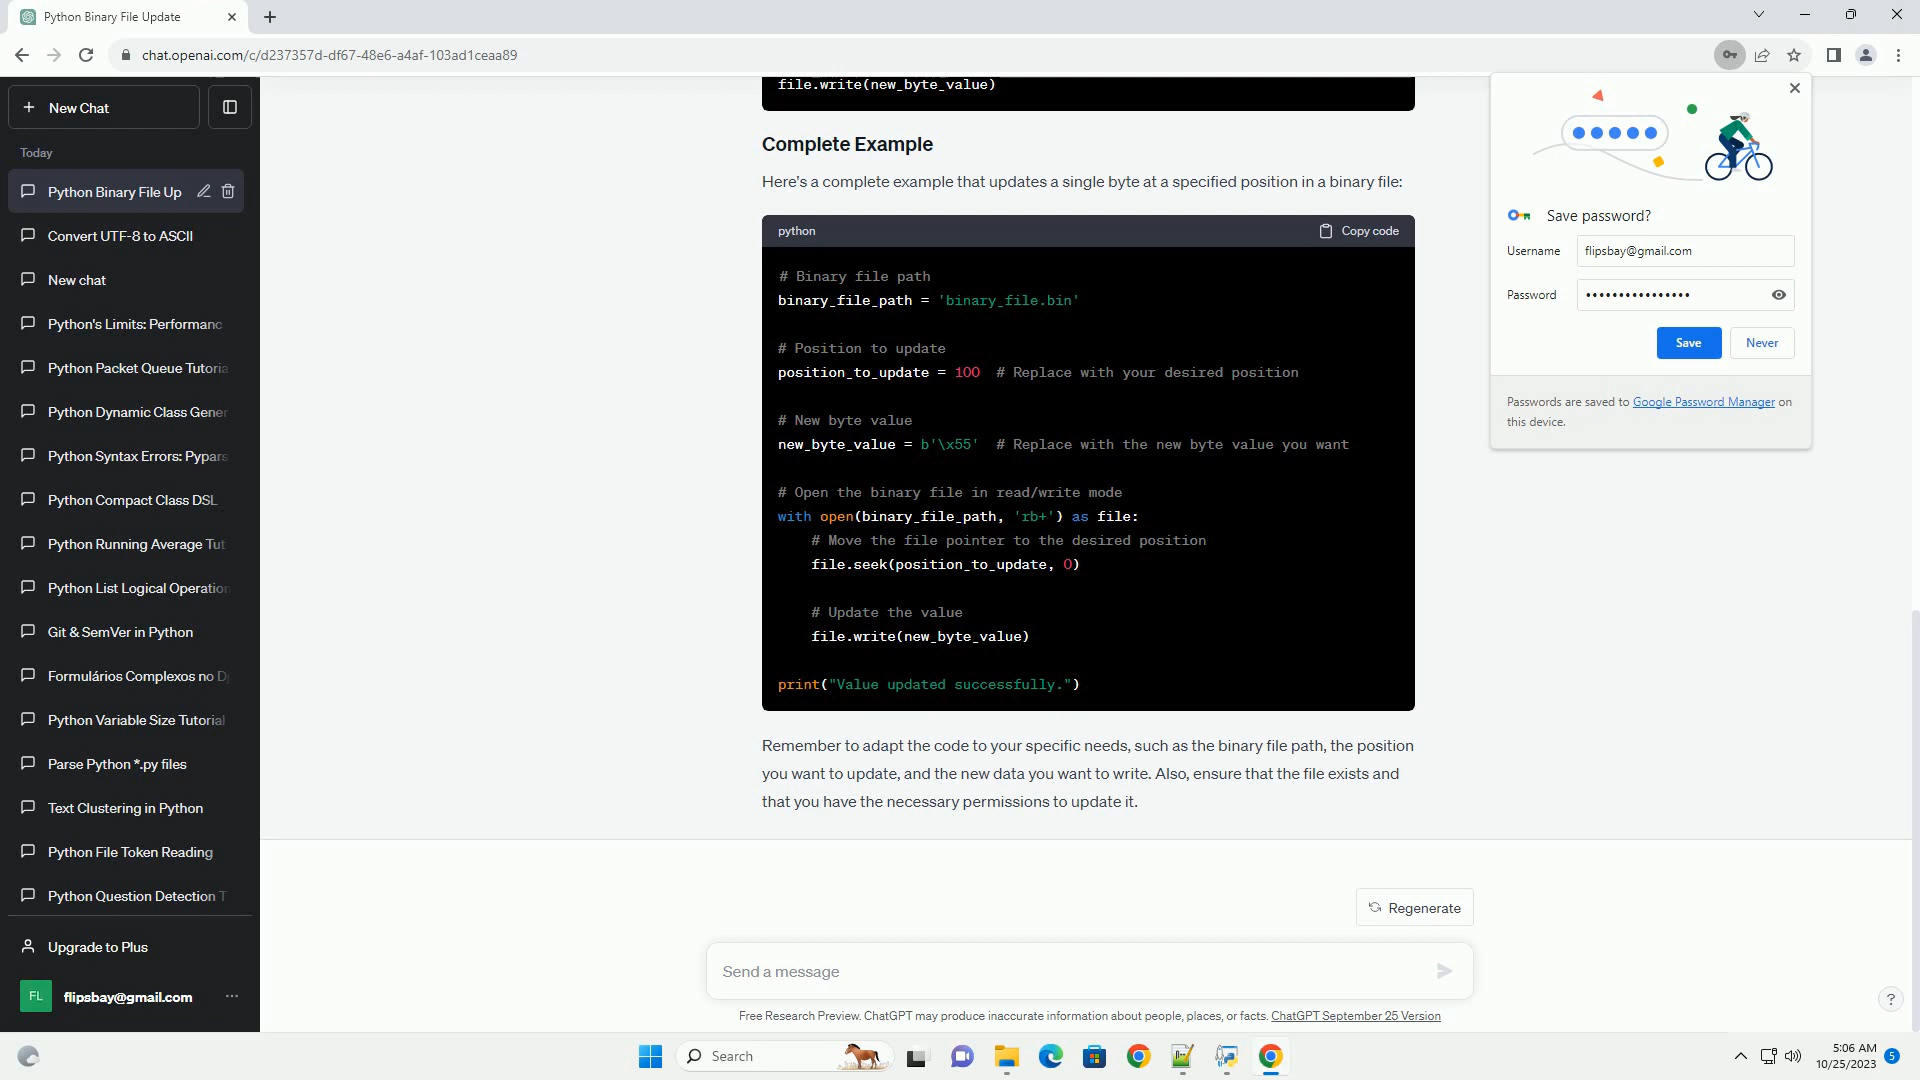 Python Binary File Update
chat.openai.com/c/d237357d-df67-48e6-a4af-103ad1ceaa89
New Chat
Today
Python Binary File Up
Convert UTF-8 to ASCII
New chat
Python's Limits: Performanc
Python Packet Queue Tutoria
Python Dynamic Class Gener
Python Syntax Errors: Pypars
Python Compact Class DSL
Python Running Average Tut
Python List Logical Operation
Git & SemVer in Python
Formulários Complexos no D
Python Variable Size Tutorial
Parse Python *.py files
Text Clustering in Python
Python File Token Reading
Python Question Detection T
Upgrade to Plus
FL
flipsbay@gmail.com
file.write(new_byte_value)
Complete Example
Here's a complete example that updates a single byte at a specified position in a binary file:
python
Copy code
# Binary file path
binary_file_path = 'binary_file.bin'
# Position to update
position_to_update = 100  # Replace with your desired position
# New byte value
new_byte_value = b'\x55'  # Replace with the new byte value you want
# Open the binary file in read/write mode
with open(binary_file_path, 'rb+') as file:
    # Move the file pointer to the desired position
    file.seek(position_to_update, 0)
    # Update the value
    file.write(new_byte_value)
print("Value updated successfully.")
Remember to adapt the code to your specific needs, such as the binary file path, the position
you want to update, and the new data you want to write. Also, ensure that the file exists and
that you have the necessary permissions to update it.
Regenerate
Send a message
Free Research Preview. ChatGPT may produce inaccurate information about people, places, or facts. ChatGPT September 25 Version
?
Save password?
Username
flipsbay@gmail.com
Password
••••••••••••••••
Save
Never
Passwords are saved to Google Password Manager on
this device.
Search
5:06 AM
10/25/2023
5